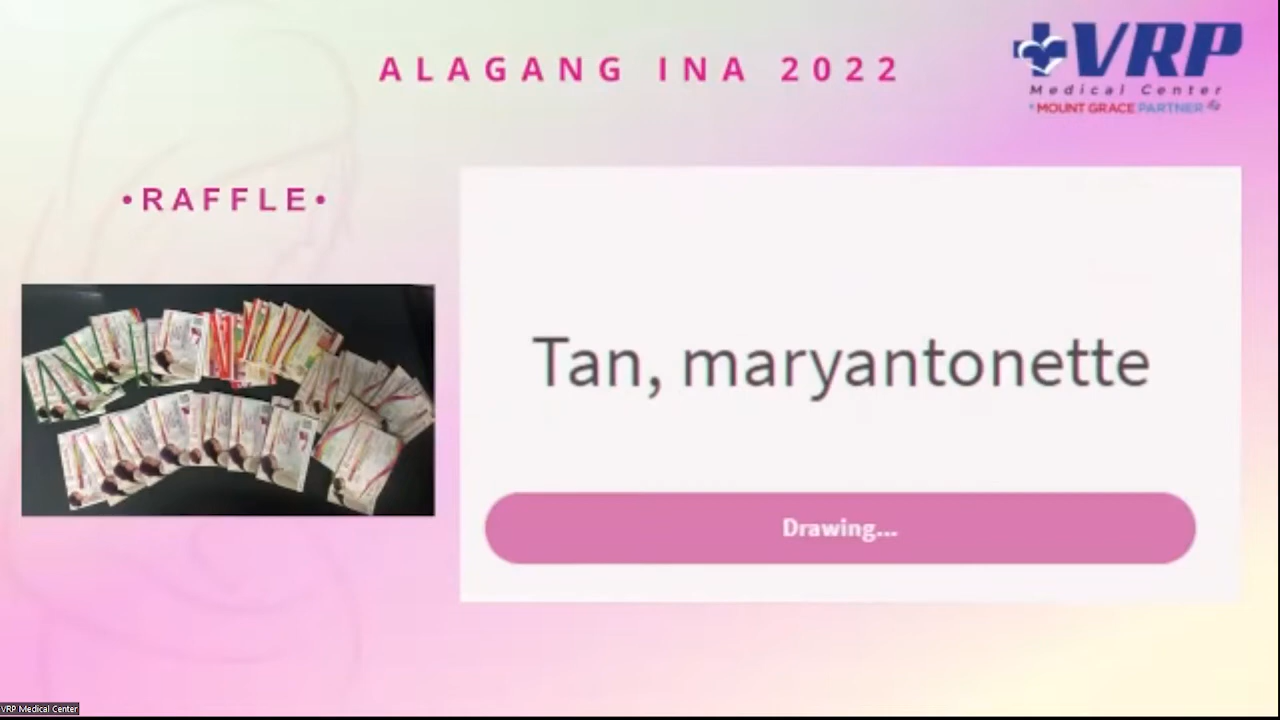 ALAGANG INA 2022
VRP
Medical Center
MOUNT GRACE PARTNER
•RAFFLE•
Tan, maryantonette
Drawing...
VRP Medical Center